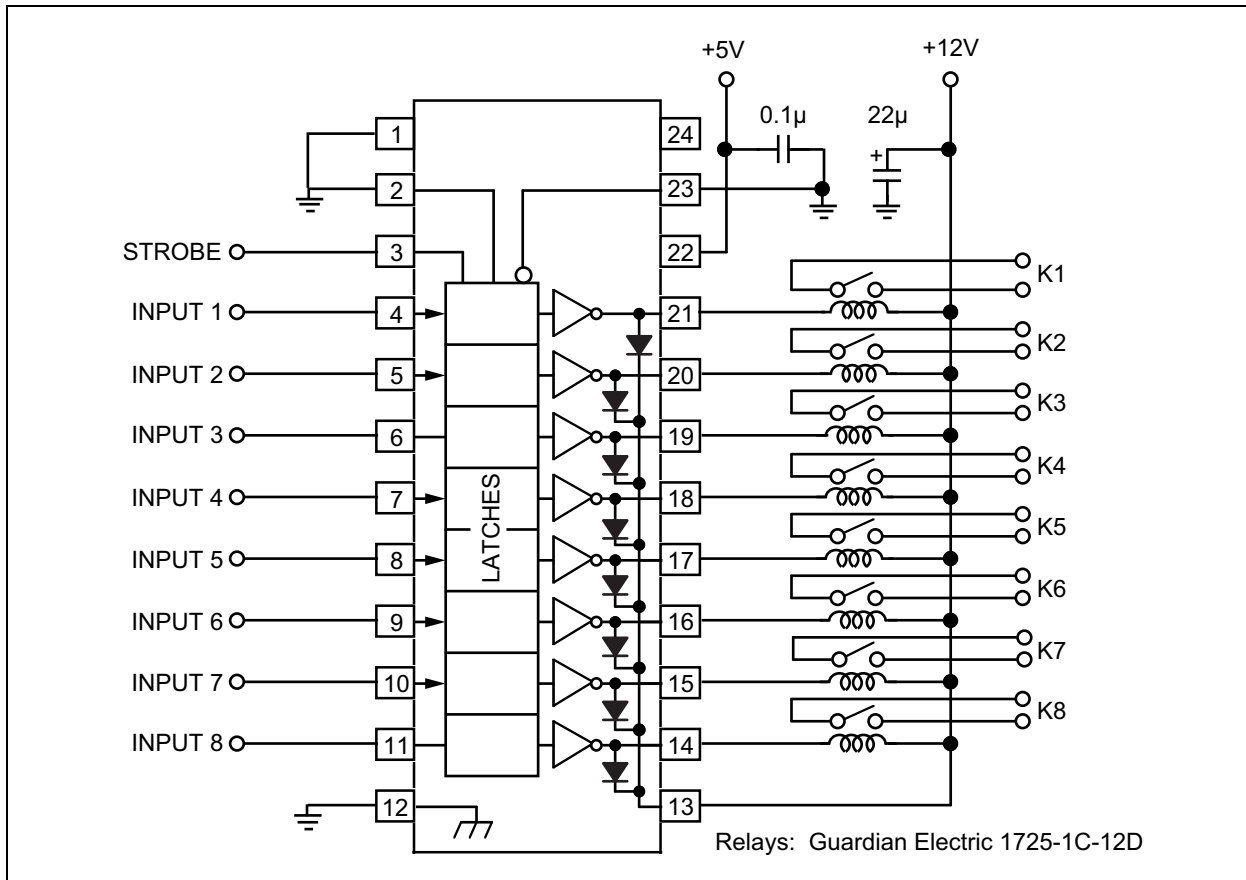 +5V
+12V
0.1µ
22µ
+
1
24
2
23
STROBE
3
22
K1
INPUT 1
4
21
K2
INPUT 2
5
20
K3
INPUT 3
6
19
K4
INPUT 4
7
18
LATCHES
K5
INPUT 5
8
17
K6
INPUT 6
9
16
K7
INPUT 7
10
15
K8
INPUT 8
11
14
12
13
Relays: Guardian Electric 1725-1C-12D